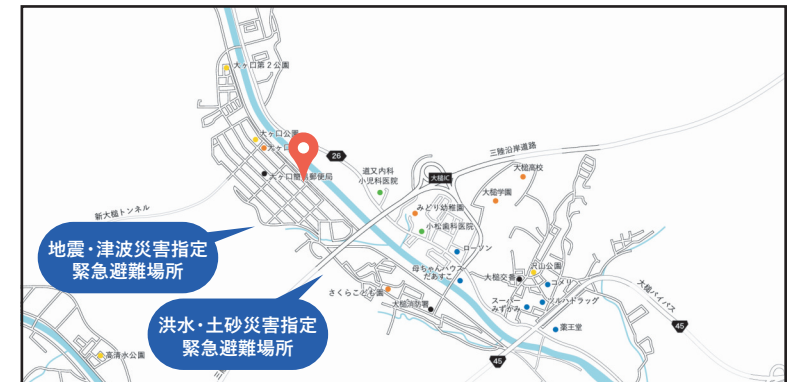 大ヶ口第2公園
大ヶ口公園
大ヶ口
大ヶ口簡易郵便局
26
道又内科
小児科医院
三陸沿岸道路
大槌IC
大槌高校
大槌学園
みどり幼稚園
小松歯科医院
新大槌トンネル
地震・津波災害指定
緊急避難場所
ローソン
母ちゃんハウス
だぁすこ
大槌交番
沢山公園
コメリ
さくらこども園
大槌消防署
スーパー
みずかみ
ツルハドラッグ
大槌バイパス
45
薬王堂
洪水・土砂災害指定
緊急避難場所
高清水公園
45